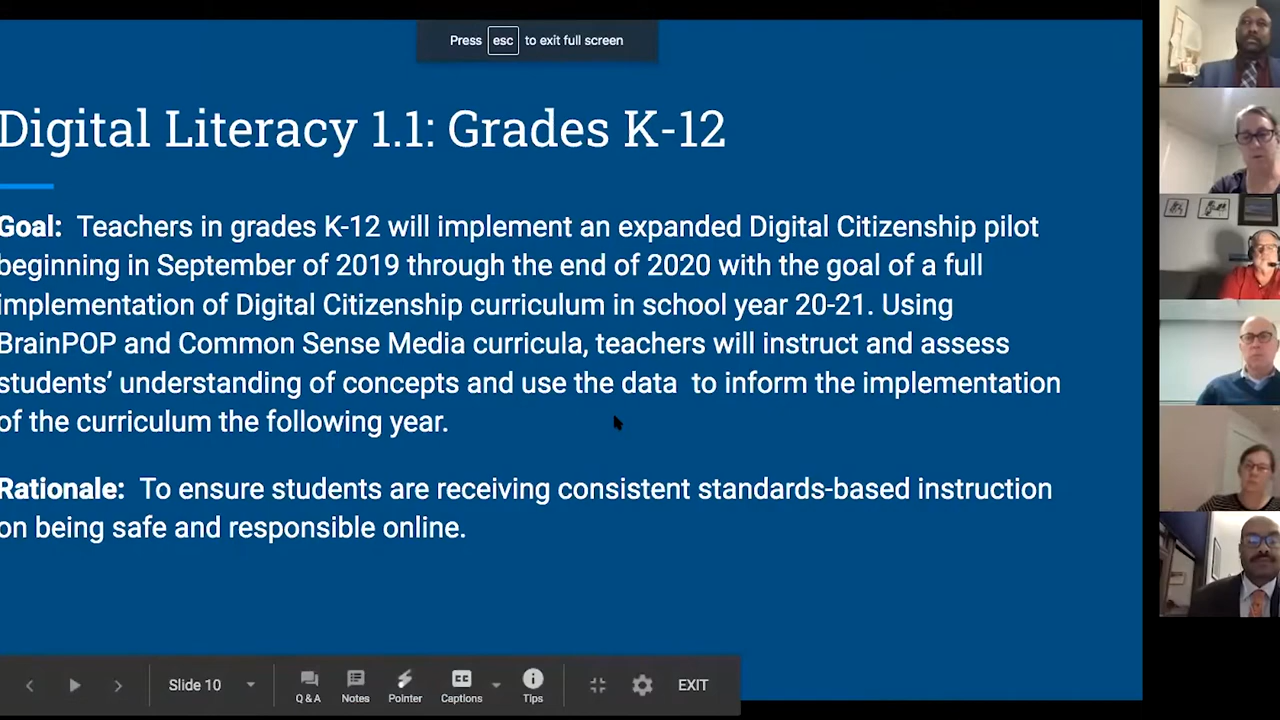 Press esc to exit full screen
Digital Literacy 1.1: Grades K-12
Goal: Teachers in grades K-12 will implement an expanded Digital Citizenship pilot
beginning in September of 2019 through the end of 2020 with the goal of a full
implementation of Digital Citizenship curriculum in school year 20-21. Using
BrainPOP and Common Sense Media curricula, teachers will instruct and assess
students’ understanding of concepts and use the data  to inform the implementation
of the curriculum the following year.
Rationale: To ensure students are receiving consistent standards-based instruction
on being safe and responsible online.
Slide 10 Q & A Notes Pointer CC Captions Tips EXIT